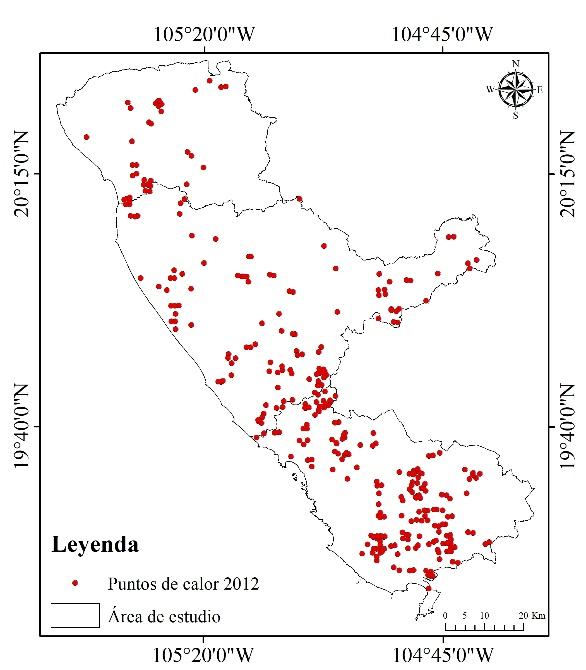 105°20'0"W 104°45'0"W
N
W E
S
20°15'0"N 20°15'0"N
19°40'0"N 19°40'0"N
Leyenda
Puntos de calor 2012
Área de estudio
0 5 10 20 Km
105°20'0"W 104°45'0"W